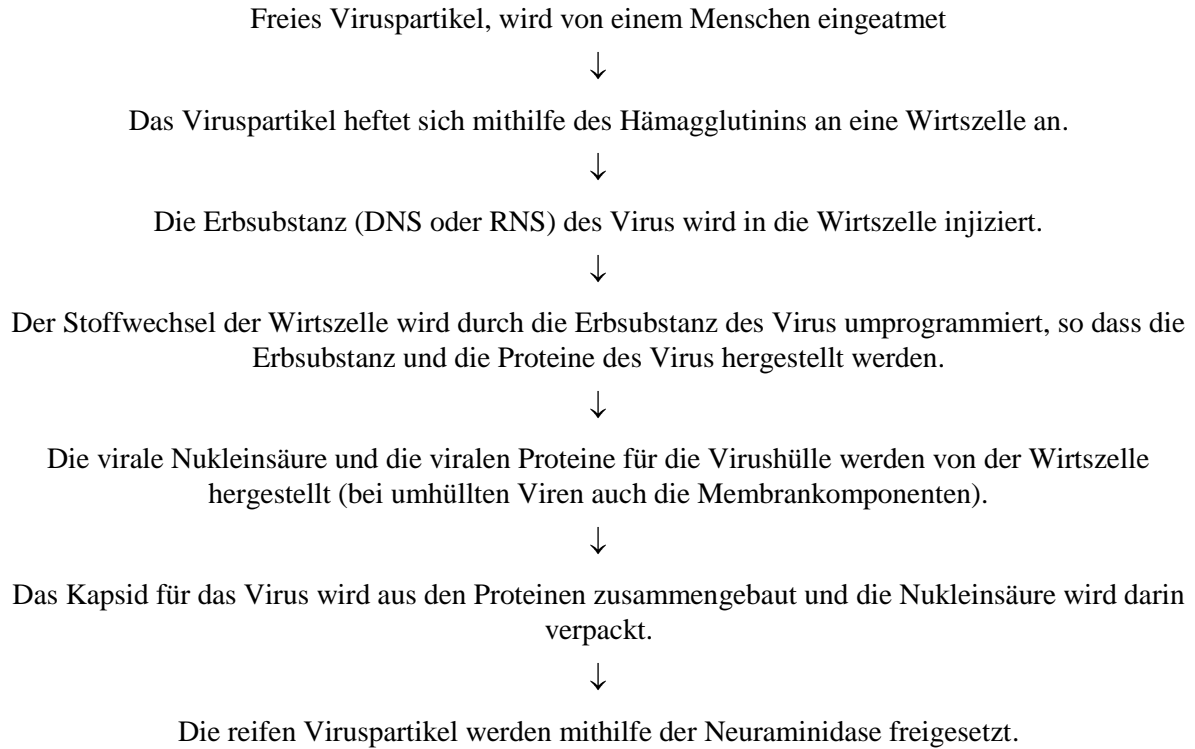 Freies Viruspartikel, wird von einem Menschen eingeatmet
↓
Das Viruspartikel heftet sich mithilfe des Hämagglutinins an eine Wirtszelle an.
↓
Die Erbsubstanz (DNS oder RNS) des Virus wird in die Wirtszelle injiziert.
↓
Der Stoffwechsel der Wirtszelle wird durch die Erbsubstanz des Virus umprogrammiert, so dass die
Erbsubstanz und die Proteine des Virus hergestellt werden.
↓
Die virale Nukleinsäure und die viralen Proteine für die Virushülle werden von der Wirtszelle
hergestellt (bei umhüllten Viren auch die Membrankomponenten).
↓
Das Kapsid für das Virus wird aus den Proteinen zusammengebaut und die Nukleinsäure wird darin
verpackt.
↓
Die reifen Viruspartikel werden mithilfe der Neuraminidase freigesetzt.